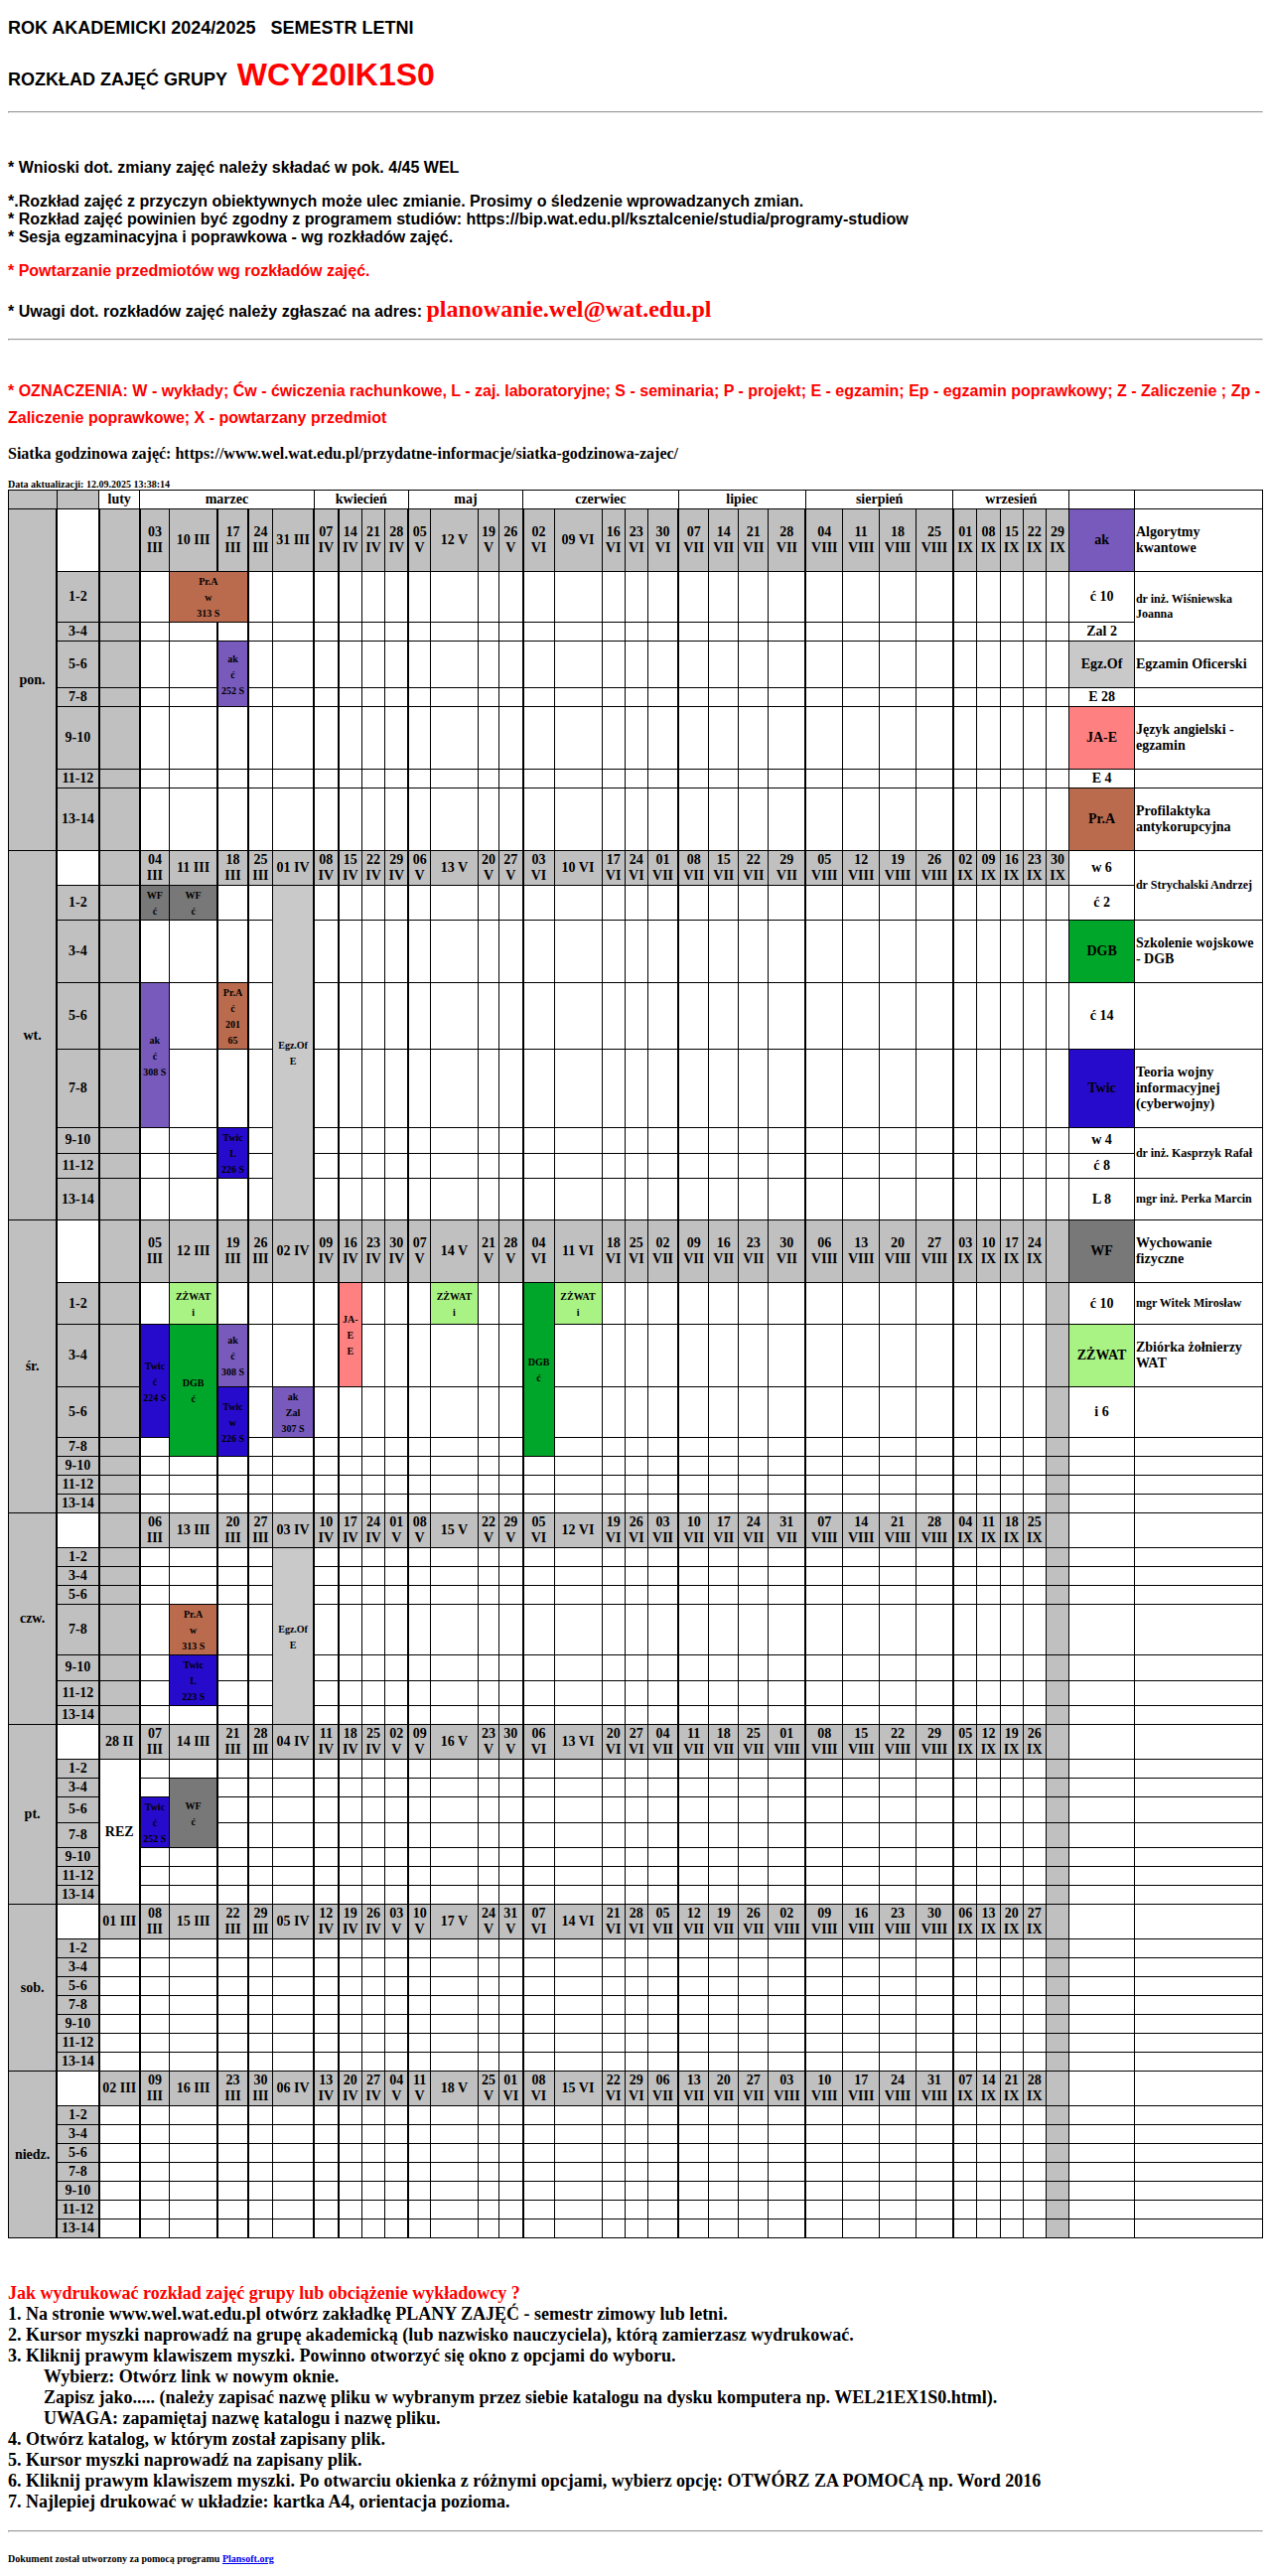 ROK AKADEMICKI 2024/2025 SEMESTR LETNI
ROZKŁAD ZAJĘĆ GRUPY WCY20IK1S0
* Wnioski dot. zmiany zajęć należy składać w pok. 4/45 WEL
*.Rozkład zajęć z przyczyn obiektywnych może ulec zmianie. Prosimy o śledzenie wprowadzanych zmian.
* Rozkład zajęć powinien być zgodny z programem studiów: https://bip.wat.edu.pl/ksztalcenie/studia/programy-studiow
* Sesja egzaminacyjna i poprawkowa - wg rozkładów zajęć.
* Powtarzanie przedmiotów wg rozkładów zajęć.
* Uwagi dot. rozkładów zajęć należy zgłaszać na adres: planowanie.wel@wat.edu.pl
* OZNACZENIA: W - wykłady; Ćw - ćwiczenia rachunkowe, L - zaj. laboratoryjne; S - seminaria; P - projekt; E - egzamin; Ep - egzamin poprawkowy; Z - Zaliczenie ; Zp -
Zaliczenie poprawkowe; X - powtarzany przedmiot
Siatka godzinowa zajęć: https://www.wel.wat.edu.pl/przydatne-informacje/siatka-godzinowa-zajec/
Data aktualizacji: 12.09.2025 13:38:14
luty marzec kwiecień maj czerwiec lipiec sierpień wrzesień
pon. 03 III 10 III 17 III 24 III 31 III 07 IV 14 IV 21 IV 28 IV 05 V 12 V 19 V 26 V 02 VI 09 VI 16 VI 23 VI 30 VI 07 VII 14 VII 21 VII 28 VII 04 VIII 11 VIII 18 VIII 25 VIII 01 IX 08 IX 15 IX 22 IX 29 IX ak Algorytmy kwantowe
1-2 Pr.A w 313 S ć 10 dr inż. Wiśniewska Joanna
3-4 Zal 2
5-6 ak ć 252 S Egz.Of Egzamin Oficerski
7-8 E 28
9-10 JA-E Język angielski - egzamin
11-12 E 4
13-14 Pr.A Profilaktyka antykorupcyjna
wt. 04 III 11 III 18 III 25 III 01 IV 08 IV 15 IV 22 IV 29 IV 06 V 13 V 20 V 27 V 03 VI 10 VI 17 VI 24 VI 01 VII 08 VII 15 VII 22 VII 29 VII 05 VIII 12 VIII 19 VIII 26 VIII 02 IX 09 IX 16 IX 23 IX 30 IX w 6 dr Strychalski Andrzej
1-2 WF ć WF ć Egz.Of E ć 2
3-4 DGB Szkolenie wojskowe - DGB
5-6 ak ć 308 S Pr.A ć 201 65 ć 14
7-8 Twic Teoria wojny informacyjnej (cyberwojny)
9-10 Twic L 226 S w 4 dr inż. Kasprzyk Rafał
11-12 ć 8
13-14 L 8 mgr inż. Perka Marcin
śr. 05 III 12 III 19 III 26 III 02 IV 09 IV 16 IV 23 IV 30 IV 07 V 14 V 21 V 28 V 04 VI 11 VI 18 VI 25 VI 02 VII 09 VII 16 VII 23 VII 30 VII 06 VIII 13 VIII 20 VIII 27 VIII 03 IX 10 IX 17 IX 24 IX WF Wychowanie fizyczne
1-2 ZŻWAT i JA-E E ZŻWAT i DGB ć ZŻWAT i ć 10 mgr Witek Mirosław
3-4 Twic ć 224 S DGB ć ak ć 308 S ZŻWAT Zbiórka żołnierzy WAT
5-6 Twic w 226 S ak Zal 307 S i 6
7-8
9-10
11-12
13-14
czw. 06 III 13 III 20 III 27 III 03 IV 10 IV 17 IV 24 IV 01 V 08 V 15 V 22 V 29 V 05 VI 12 VI 19 VI 26 VI 03 VII 10 VII 17 VII 24 VII 31 VII 07 VIII 14 VIII 21 VIII 28 VIII 04 IX 11 IX 18 IX 25 IX
1-2 Egz.Of E
3-4
5-6
7-8 Pr.A w 313 S
9-10 Twic L 223 S
11-12
13-14
pt. 28 II 07 III 14 III 21 III 28 III 04 IV 11 IV 18 IV 25 IV 02 V 09 V 16 V 23 V 30 V 06 VI 13 VI 20 VI 27 VI 04 VII 11 VII 18 VII 25 VII 01 VIII 08 VIII 15 VIII 22 VIII 29 VIII 05 IX 12 IX 19 IX 26 IX
1-2 REZ
3-4 WF ć
5-6 Twic ć 252 S
7-8
9-10
11-12
13-14
sob. 01 III 08 III 15 III 22 III 29 III 05 IV 12 IV 19 IV 26 IV 03 V 10 V 17 V 24 V 31 V 07 VI 14 VI 21 VI 28 VI 05 VII 12 VII 19 VII 26 VII 02 VIII 09 VIII 16 VIII 23 VIII 30 VIII 06 IX 13 IX 20 IX 27 IX
1-2
3-4
5-6
7-8
9-10
11-12
13-14
niedz. 02 III 09 III 16 III 23 III 30 III 06 IV 13 IV 20 IV 27 IV 04 V 11 V 18 V 25 V 01 VI 08 VI 15 VI 22 VI 29 VI 06 VII 13 VII 20 VII 27 VII 03 VIII 10 VIII 17 VIII 24 VIII 31 VIII 07 IX 14 IX 21 IX 28 IX
1-2
3-4
5-6
7-8
9-10
11-12
13-14
Jak wydrukować rozkład zajęć grupy lub obciążenie wykładowcy ?
1. Na stronie www.wel.wat.edu.pl otwórz zakładkę PLANY ZAJĘĆ - semestr zimowy lub letni.
2. Kursor myszki naprowadź na grupę akademicką (lub nazwisko nauczyciela), którą zamierzasz wydrukować.
3. Kliknij prawym klawiszem myszki. Powinno otworzyć się okno z opcjami do wyboru.
Wybierz: Otwórz link w nowym oknie.
Zapisz jako..... (należy zapisać nazwę pliku w wybranym przez siebie katalogu na dysku komputera np. WEL21EX1S0.html).
UWAGA: zapamiętaj nazwę katalogu i nazwę pliku.
4. Otwórz katalog, w którym został zapisany plik.
5. Kursor myszki naprowadź na zapisany plik.
6. Kliknij prawym klawiszem myszki. Po otwarciu okienka z różnymi opcjami, wybierz opcję: OTWÓRZ ZA POMOCĄ np. Word 2016
7. Najlepiej drukować w układzie: kartka A4, orientacja pozioma.
Dokument został utworzony za pomocą programu Plansoft.org